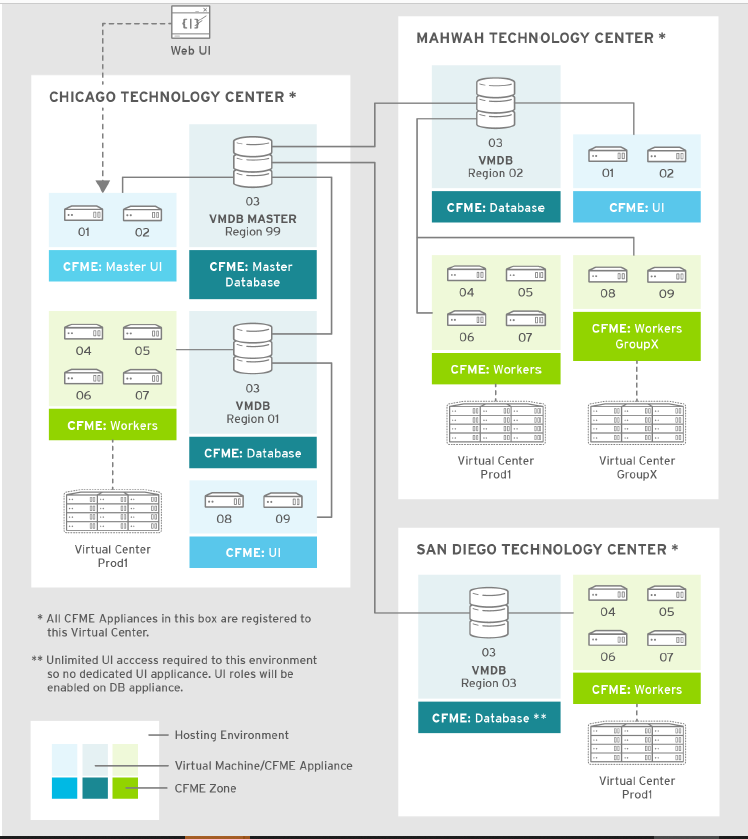 Web UI
CHICAGO TECHNOLOGY CENTER *
03
VMDB MASTER
Region 99
CFME: Master
Database
01 02
CFME: Master UI
04 05
06 07
CFME: Workers
03
VMDB
Region 01
CFME: Database
08 09
CFME: UI
Virtual Center
Prod1
MAHWAH TECHNOLOGY CENTER *
03
VMDB
Region 02
CFME: Database
01 02
CFME: UI
04 05
06 07
CFME: Workers
08 09
CFME: Workers
GroupX
Virtual Center
Prod1
Virtual Center
GroupX
SAN DIEGO TECHNOLOGY CENTER *
03
VMDB
Region 03
CFME: Database **
04 05
06 07
CFME: Workers
Virtual Center
Prod1
* All CFME Appliances in this box are registered to
this Virtual Center.
** Unlimited UI acccess required to this environment
so no dedicated UI applicance. UI roles will be
enabled on DB appliance.
Hosting Environment
Virtual Machine/CFME Appliance
CFME Zone